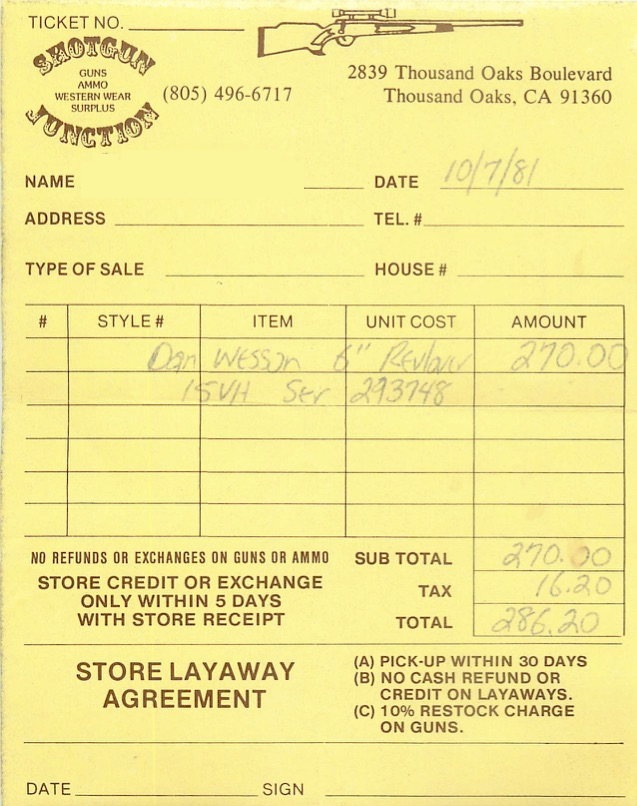 TICKET NO.
SHOTGUN
GUNS
AMMO
WESTERN WEAR
SURPLUS
JUNCTION
(805) 496-6717
2839 Thousand Oaks Boulevard
Thousand Oaks, CA 91360
NAME DATE 10/7/81
ADDRESS TEL. #
TYPE OF SALE HOUSE #
# STYLE # ITEM UNIT COST AMOUNT
Dan Wesson 6" Revlover 270.00
15VH Ser 293748
NO REFUNDS OR EXCHANGES ON GUNS OR AMMO SUB TOTAL 270.00
STORE CREDIT OR EXCHANGE
ONLY WITHIN 5 DAYS TAX 16.20
WITH STORE RECEIPT TOTAL 286.20
STORE LAYAWAY
AGREEMENT
(A) PICK-UP WITHIN 30 DAYS
(B) NO CASH REFUND OR
CREDIT ON LAYAWAYS.
(C) 10% RESTOCK CHARGE
ON GUNS.
DATE SIGN